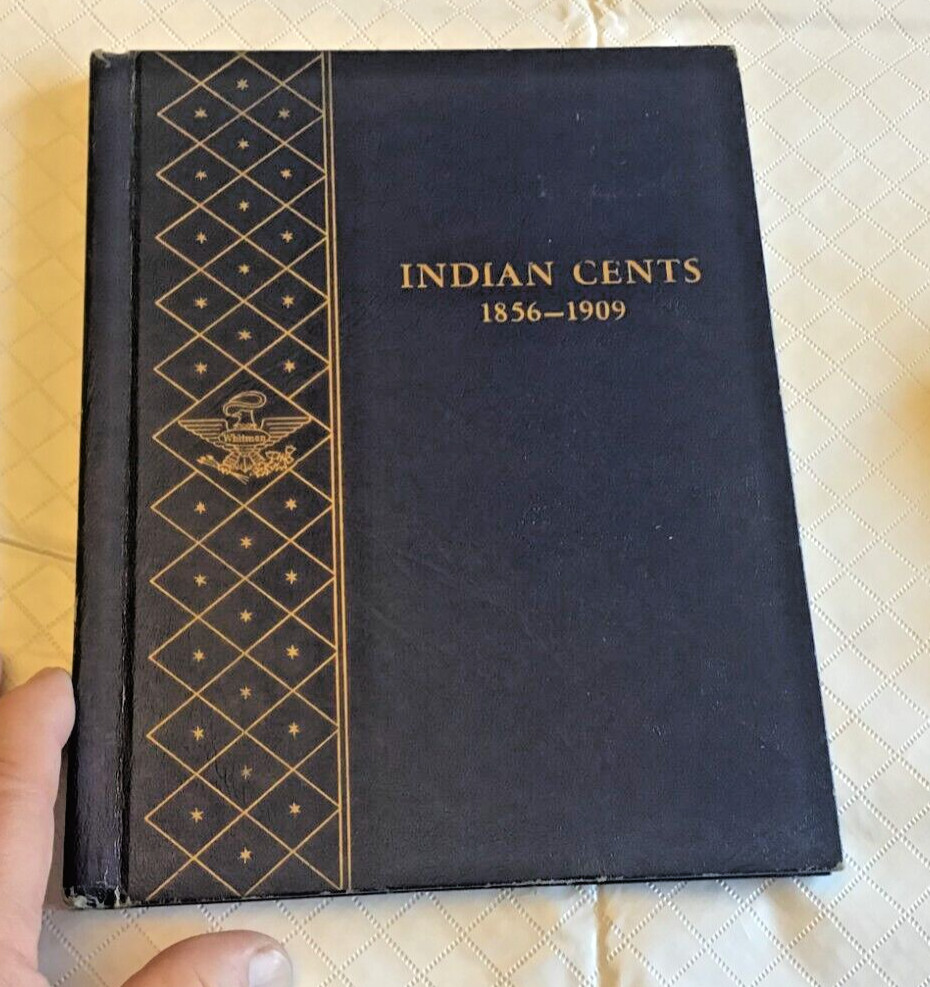 INDIAN CENTS
1856–1909
Whitman